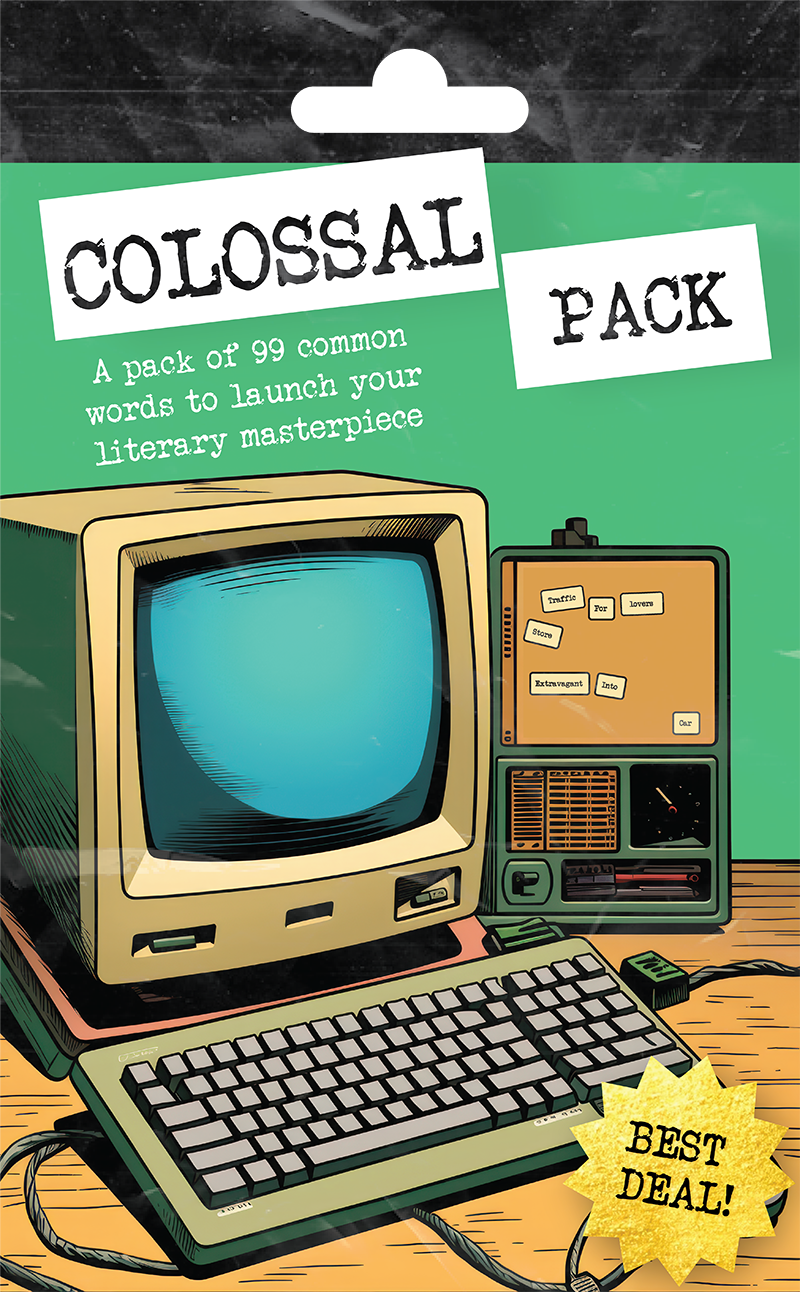 COLOSSAL
PACK
A pack of 99 common
words to launch your
literary masterpiece
Traffic For lovers
Store
Extravagant Into
Car
BEST
DEAL!